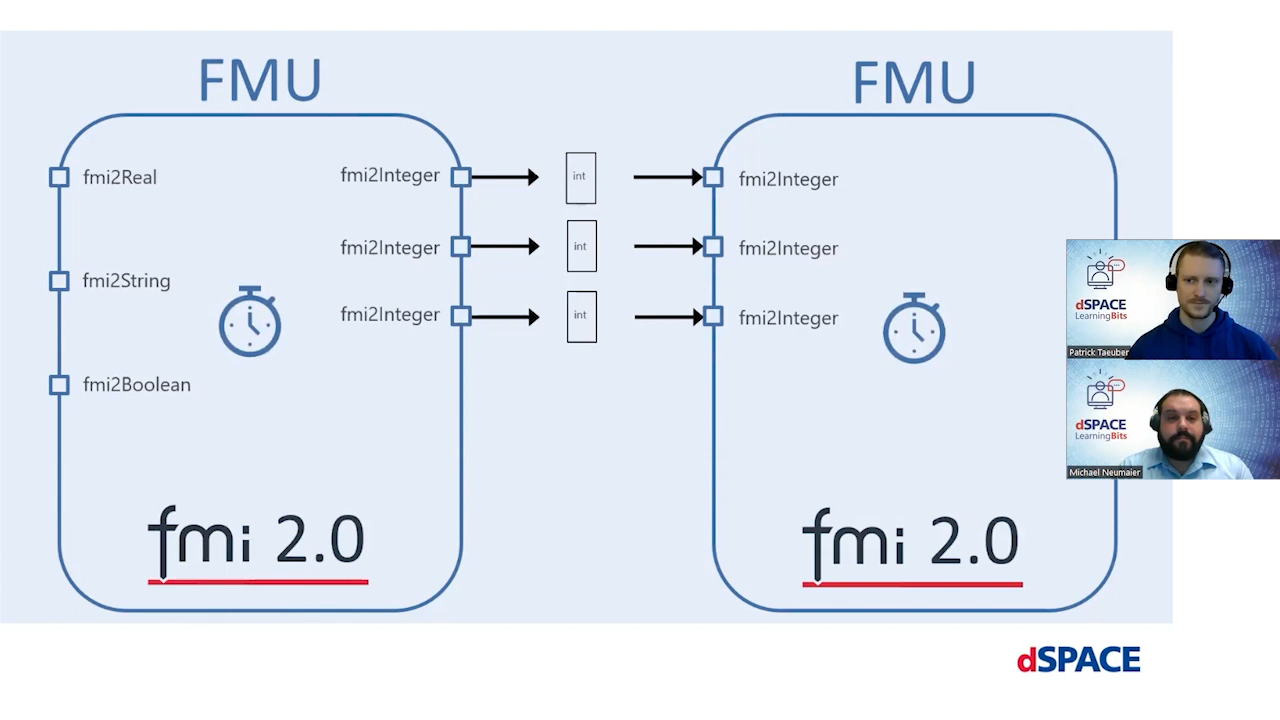 FMU
fmi2Real
fmi2String
fmi2Boolean
fmi2Integer
fmi2Integer
fmi2Integer
fmi 2.0
int
int
int
FMU
fmi2Integer
fmi2Integer
fmi2Integer
fmi 2.0
dSPACE
LearningBits
Patrick Taeuber
dSPACE
LearningBits
Michael Neumaier
dSPACE